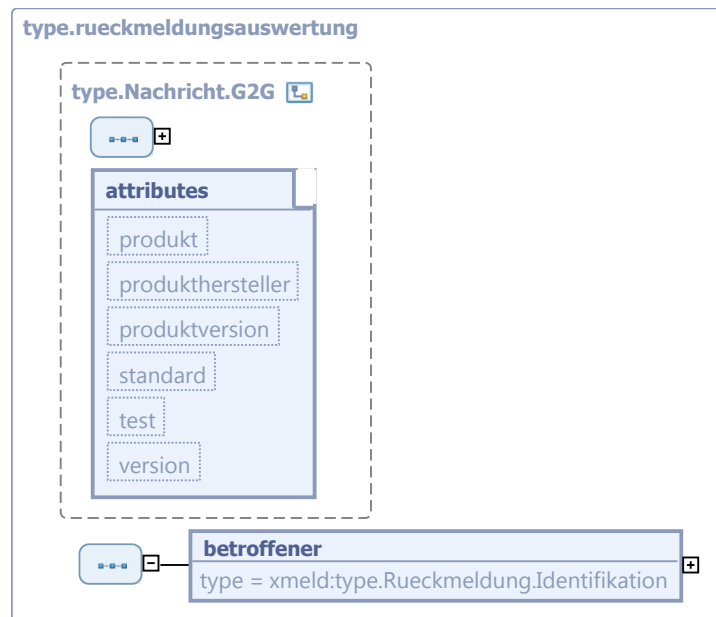 type.rueckmeldungsauswertung
type.Nachricht.G2G
attributes
produkt
produkthersteller
produktversion
standard
test
version
betroffener
type = xmeld:type.Rueckmeldung.Identifikation